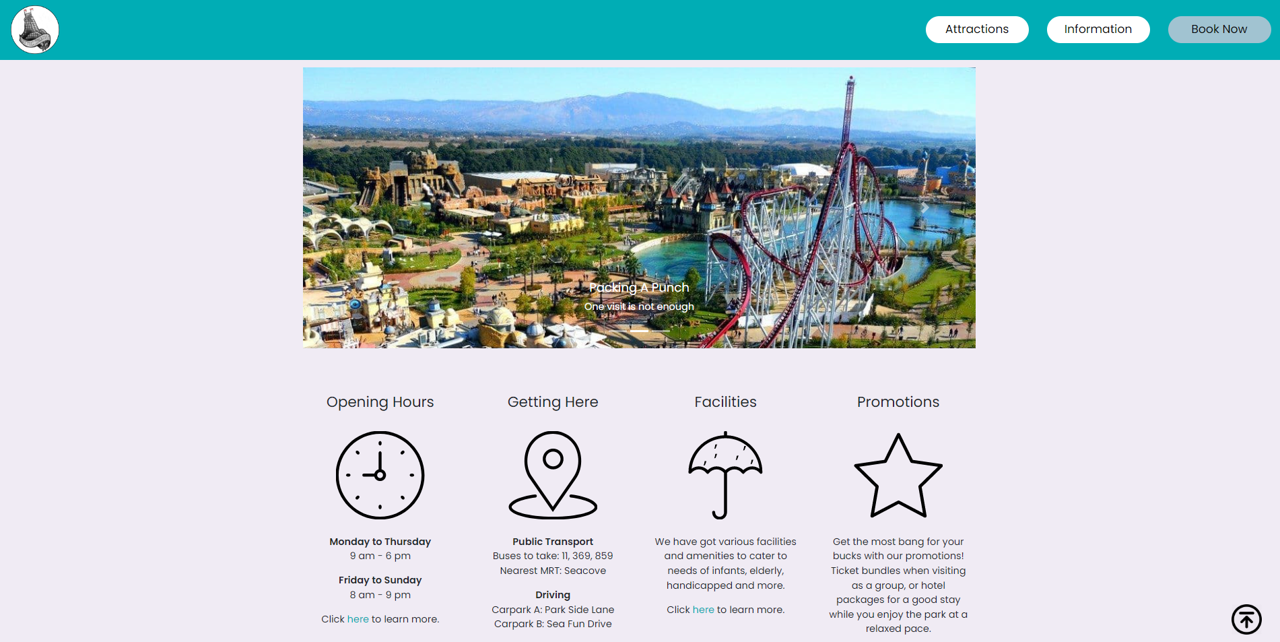 Attractions
Information
Book Now
Packing A Punch
One visit is not enough
Opening Hours
Monday to Thursday
9 am - 6 pm
Friday to Sunday
8 am - 9 pm
Click here to learn more.
Getting Here
Public Transport
Buses to take: 11, 369, 859
Nearest MRT: Seacove
Driving
Carpark A: Park Side Lane
Carpark B: Sea Fun Drive
Facilities
We have got various facilities
and amenities to cater to
needs of infants, elderly,
handicapped and more.
Click here to learn more.
Promotions
Get the most bang for your
bucks with our promotions!
Ticket bundles when visiting
as a group, or hotel
packages for a good stay
while you enjoy the park at a
relaxed pace.